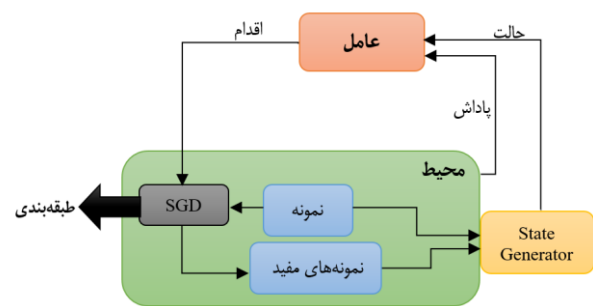 عامل
اقدام
حالت
پاداش
محیط
نمونه
SGD
طبقه‌بندی
نمونه‌های مفید
State
Generator